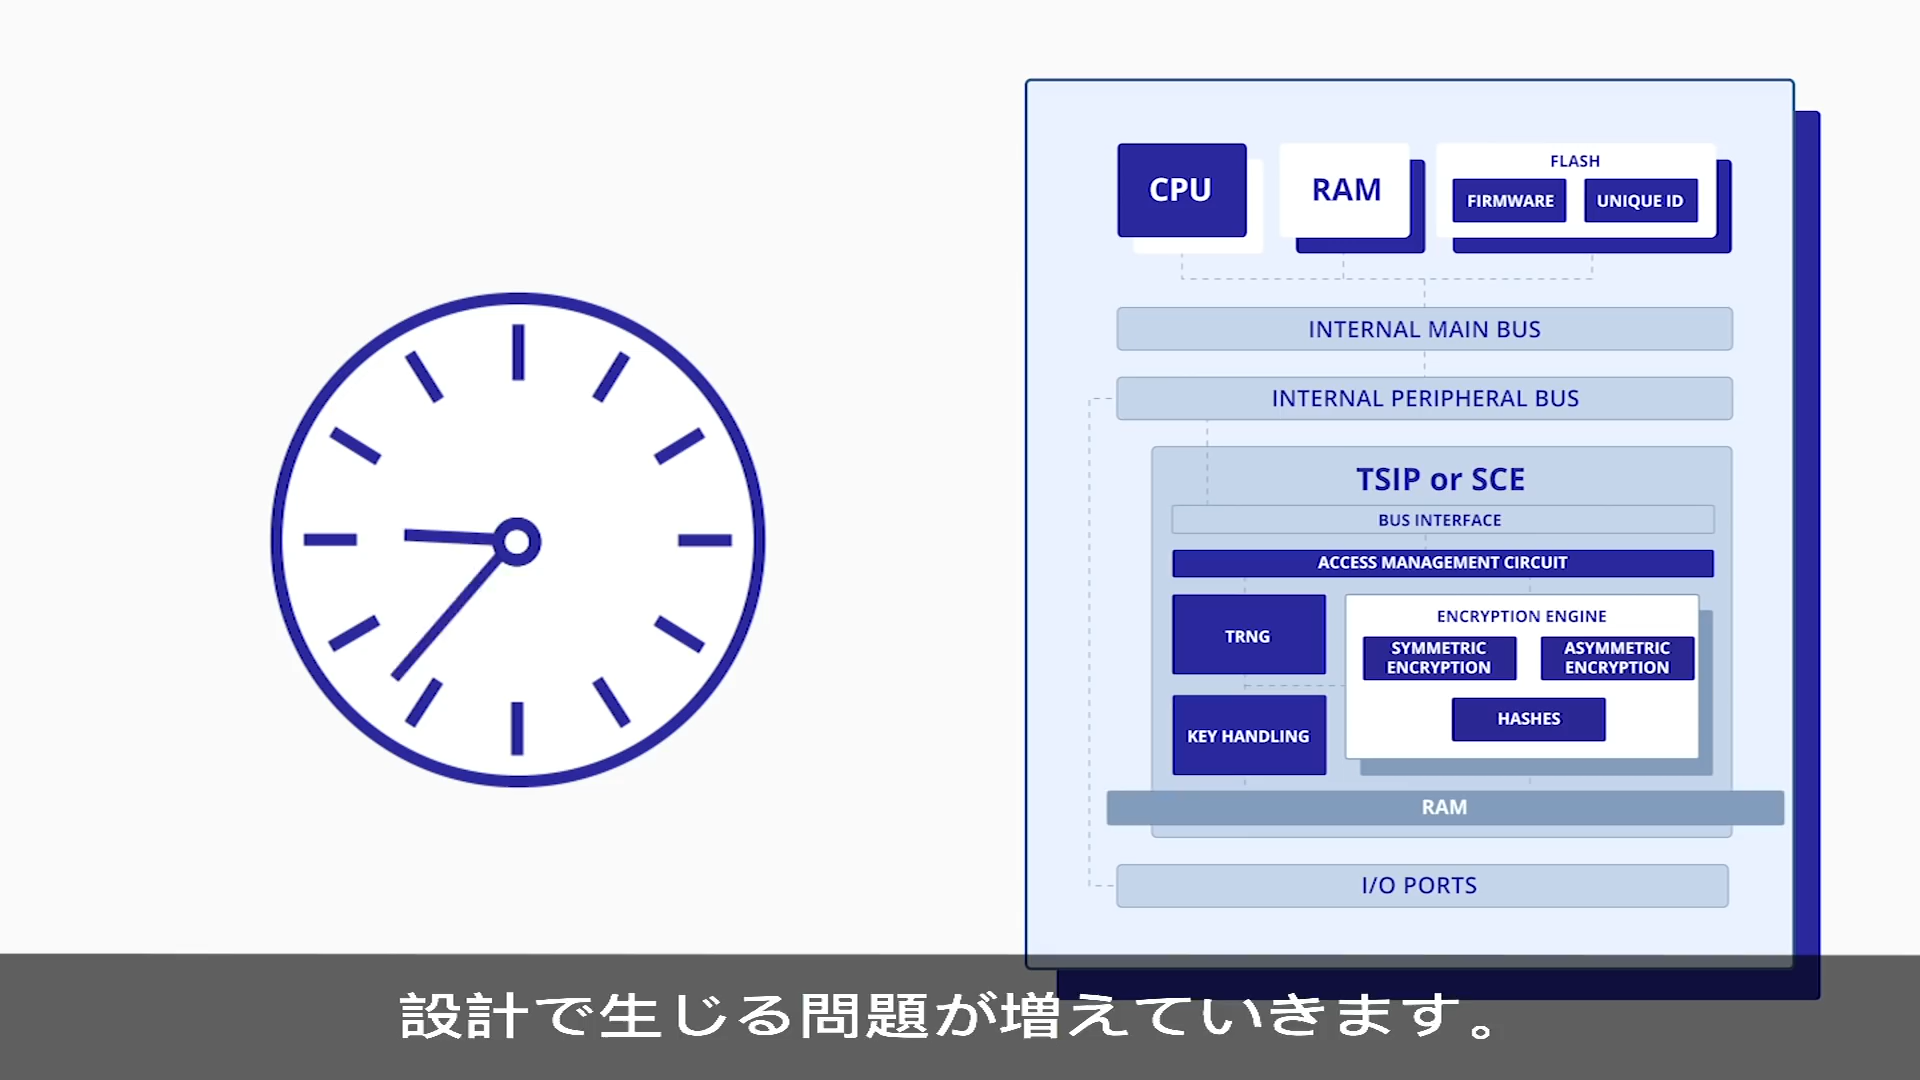 CPU
RAM
FLASH
FIRMWARE
UNIQUE ID
INTERNAL MAIN BUS
INTERNAL PERIPHERAL BUS
TSIP or SCE
BUS INTERFACE
ACCESS MANAGEMENT CIRCUIT
TRNG
ENCRYPTION ENGINE
SYMMETRIC
ENCRYPTION
ASYMMETRIC
ENCRYPTION
HASHES
KEY HANDLING
RAM
I/O PORTS
設計で生じる問題が増えていきます。